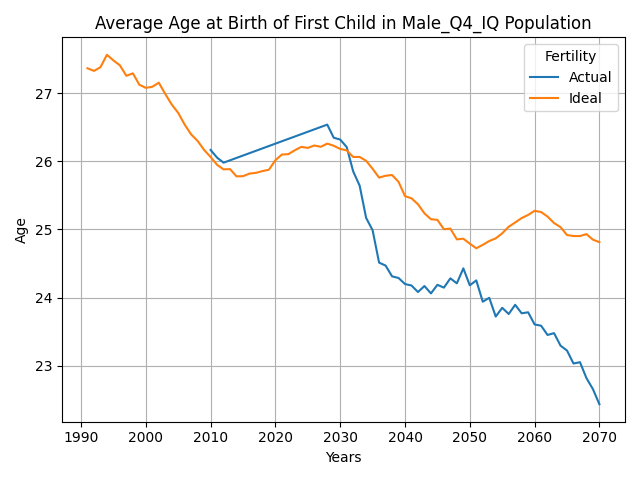 Average Age at Birth of First Child in Male_Q4_IQ Population
Fertility
Actual
Ideal
Age
27
26
25
24
23
1990 2000 2010 2020 2030 2040 2050 2060 2070
Years